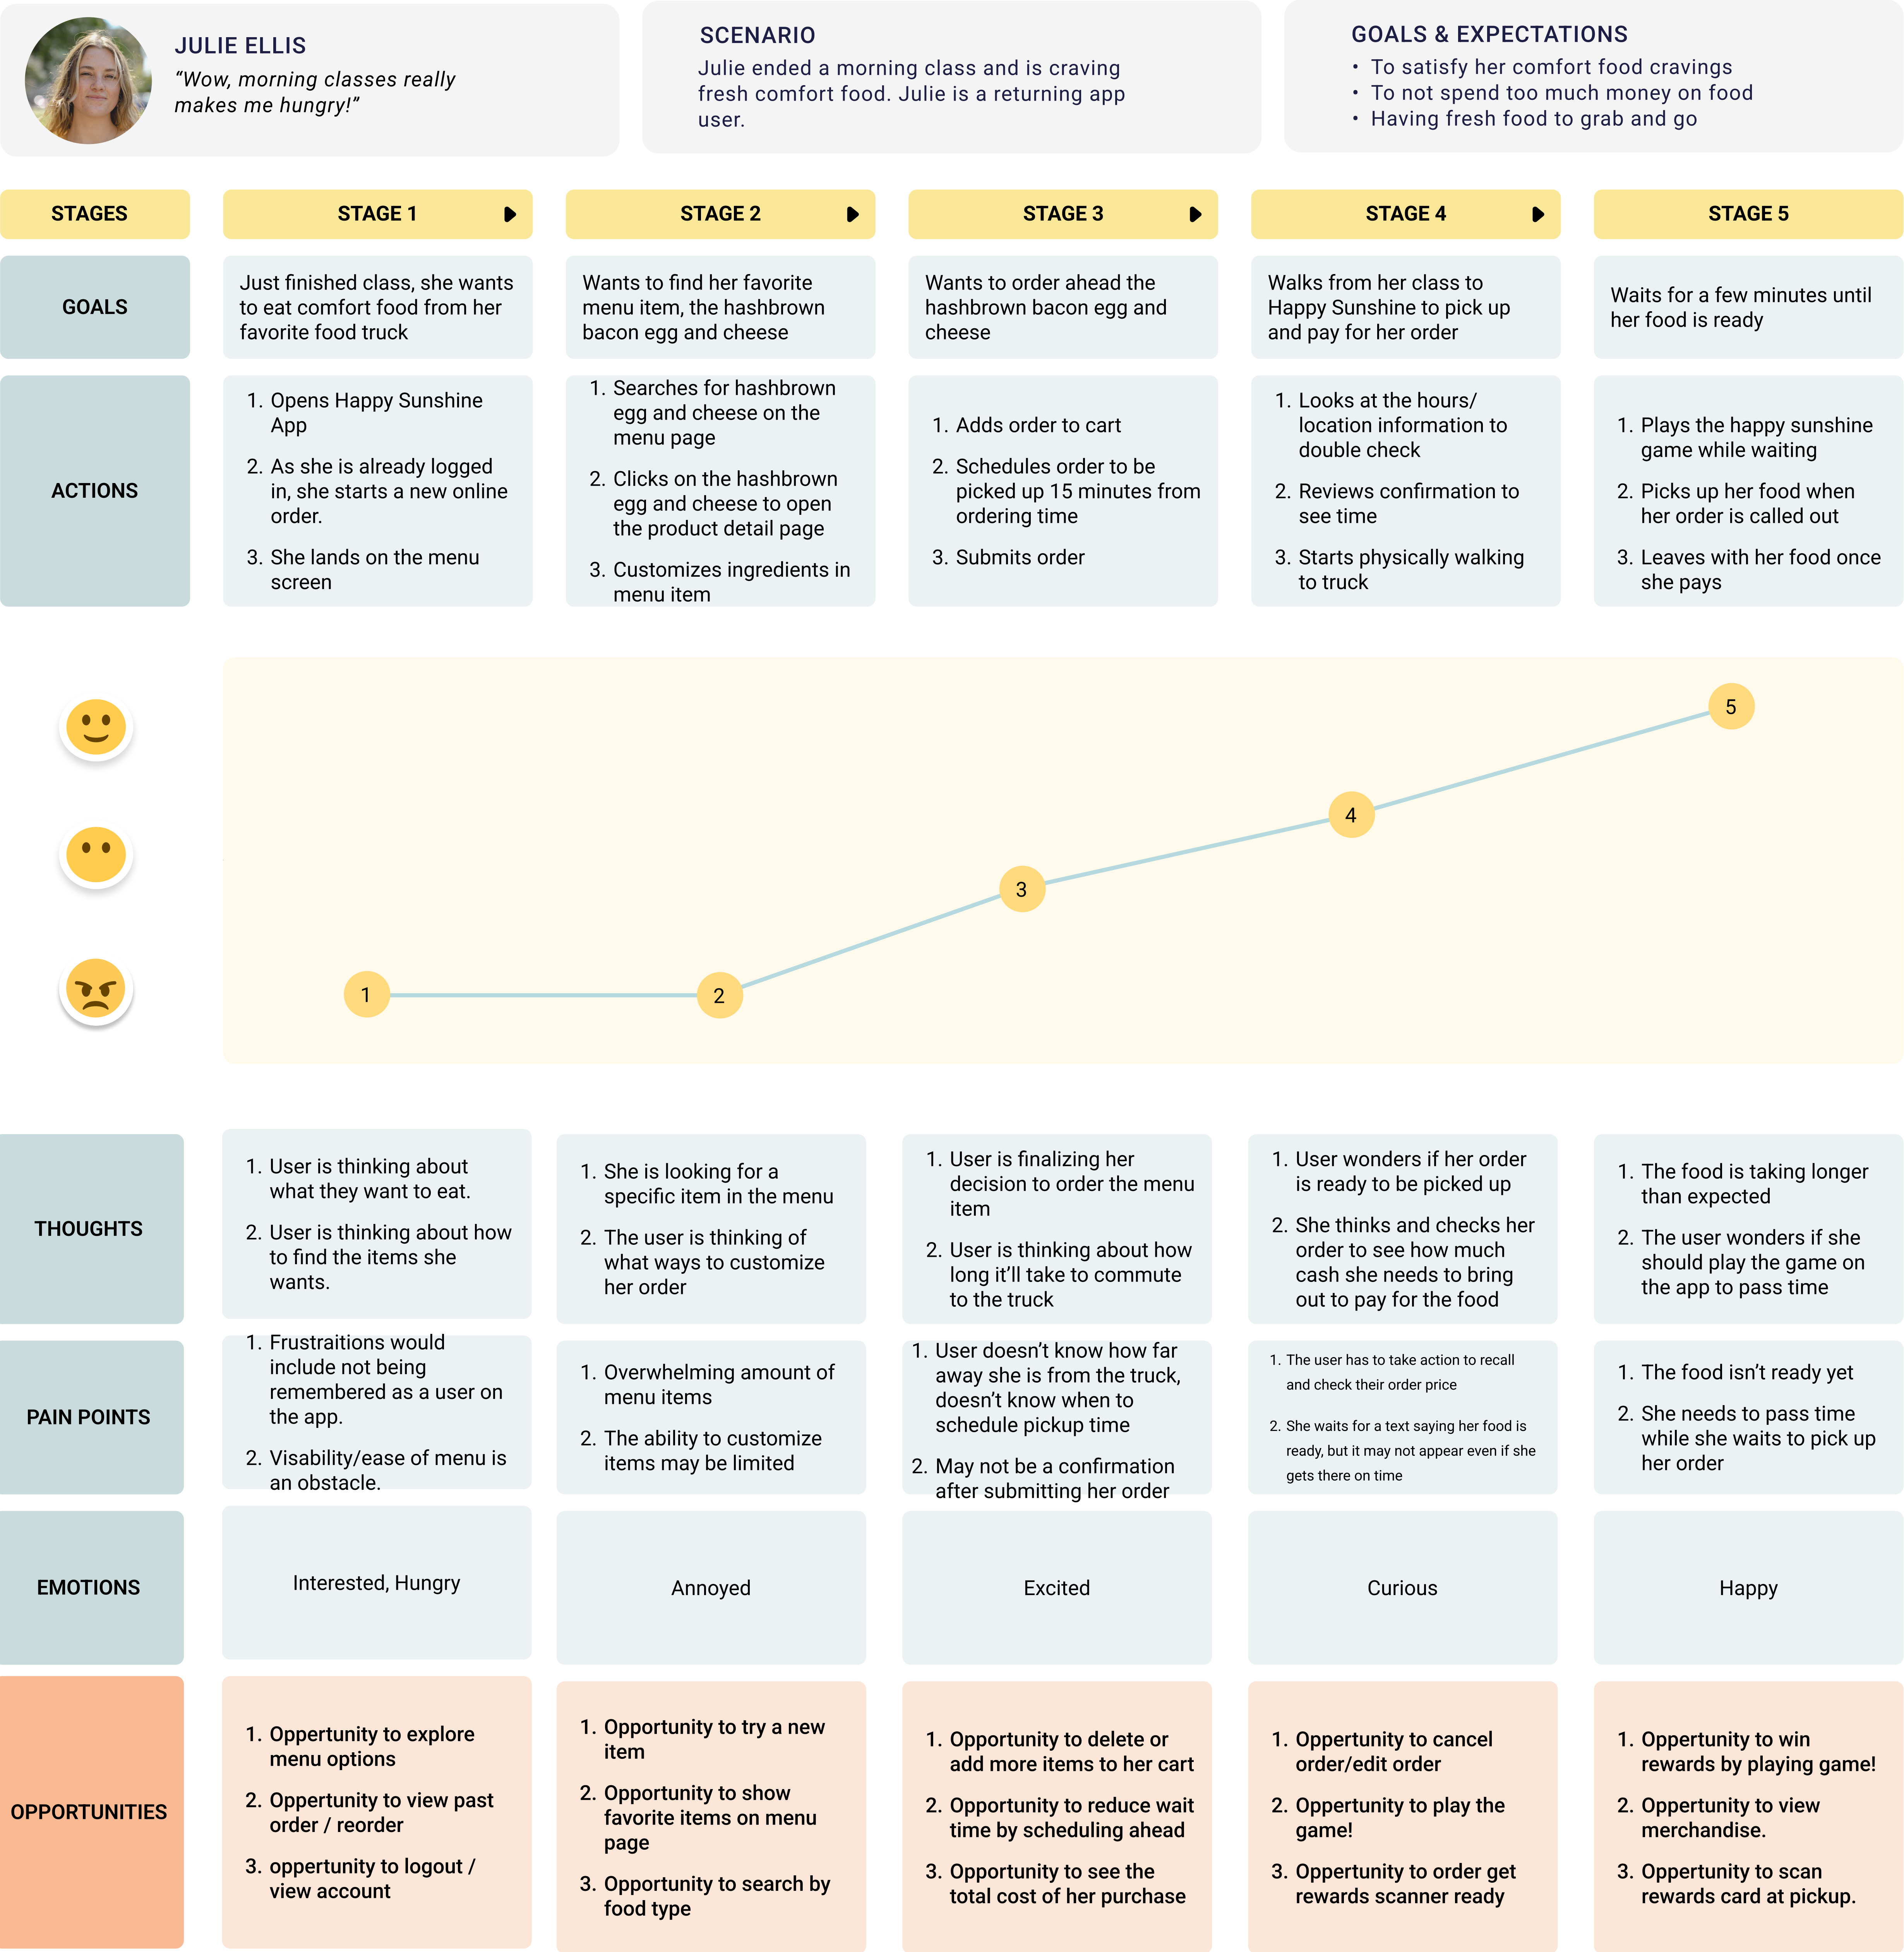 JULIE ELLIS
“Wow, morning classes really
makes me hungry!”
SCENARIO
Julie ended a morning class and is craving
fresh comfort food. Julie is a returning app
user.
GOALS & EXPECTATIONS
• To satisfy her comfort food cravings
• To not spend too much money on food
• Having fresh food to grab and go
STAGES
STAGE 1
STAGE 2
STAGE 3
STAGE 4
STAGE 5
GOALS
Just finished class, she wants
to eat comfort food from her
favorite food truck
Wants to find her favorite
menu item, the hashbrown
bacon egg and cheese
Wants to order ahead the
hashbrown bacon egg and
cheese
Walks from her class to
Happy Sunshine to pick up
and pay for her order
Waits for a few minutes until
her food is ready
ACTIONS
1. Opens Happy Sunshine
App
2. As she is already logged
in, she starts a new online
order.
3. She lands on the menu
screen
1. Searches for hashbrown
egg and cheese on the
menu page
2. Clicks on the hashbrown
egg and cheese to open
the product detail page
3. Customizes ingredients in
menu item
1. Adds order to cart
2. Schedules order to be
picked up 15 minutes from
ordering time
3. Submits order
1. Looks at the hours/
location information to
double check
2. Reviews confirmation to
see time
3. Starts physically walking
to truck
1. Plays the happy sunshine
game while waiting
2. Picks up her food when
her order is called out
3. Leaves with her food once
she pays
1
2
3
4
5
THOUGHTS
1. User is thinking about
what they want to eat.
2. User is thinking about how
to find the items she
wants.
1. She is looking for a
specific item in the menu
2. The user is thinking of
what ways to customize
her order
1. User is finalizing her
decision to order the menu
item
2. User is thinking about how
long it’ll take to commute
to the truck
1. User wonders if her order
is ready to be picked up
2. She thinks and checks her
order to see how much
cash she needs to bring
out to pay for the food
1. The food is taking longer
than expected
2. The user wonders if she
should play the game on
the app to pass time
PAIN POINTS
1. Frustraitions would
include not being
remembered as a user on
the app.
2. Visability/ease of menu is
an obstacle.
1. Overwhelming amount of
menu items
2. The ability to customize
items may be limited
1. User doesn’t know how far
away she is from the truck,
doesn’t know when to
schedule pickup time
2. May not be a confirmation
after submitting her order
1. The user has to take action to recall
and check their order price
2. She waits for a text saying her food is
ready, but it may not appear even if she
gets there on time
1. The food isn’t ready yet
2. She needs to pass time
while she waits to pick up
her order
EMOTIONS
Interested, Hungry
Annoyed
Excited
Curious
Happy
OPPORTUNITIES
1. Oppertunity to explore
menu options
2. Oppertunity to view past
order / reorder
3. oppertunity to logout /
view account
1. Opportunity to try a new
item
2. Opportunity to show
favorite items on menu
page
3. Opportunity to search by
food type
1. Opportunity to delete or
add more items to her cart
2. Opportunity to reduce wait
time by scheduling ahead
3. Opportunity to see the
total cost of her purchase
1. Oppertunity to cancel
order/edit order
2. Oppertunity to play the
game!
3. Oppertunity to order get
rewards scanner ready
1. Oppertunity to win
rewards by playing game!
2. Oppertunity to view
merchandise.
3. Opportunity to scan
rewards card at pickup.